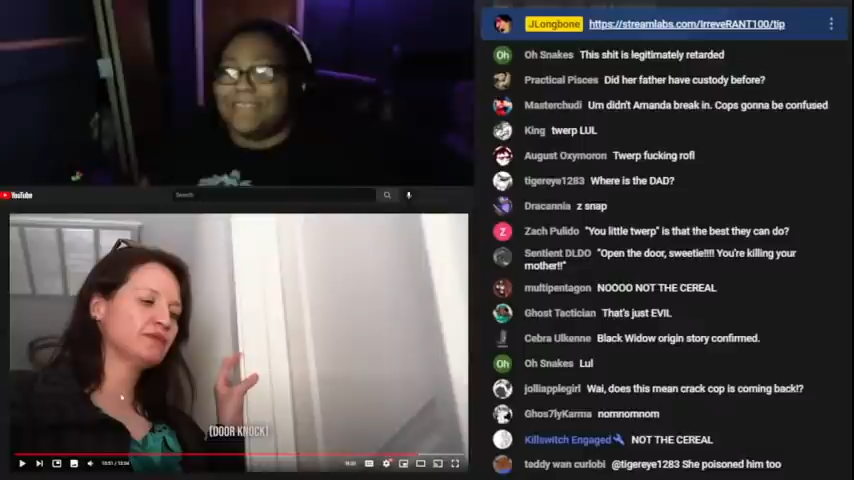 JLongbone https://streamlabs.com/IrreveRANT100/tip
Oh Oh Snakes This shit is legitimately retarded
Practical Pisces Did her father have custody before?
Masterchudi Um didn't Amanda break in. Cops gonna be confused
King twerp LUL
August Oxymoron Twerp fucking rofl
tigereye1283 Where is the DAD?
Dracannia z snap
Z Zach Pulido "You little twerp" is that the best they can do?
Sentient DLDO "Open the door, sweetie!!!! You're killing your
mother!!"
multipentagon NOOOO NOT THE CEREAL
Ghost Tactician That's just EVIL
Cebra Ulkenne Black Widow origin story confirmed.
Oh Oh Snakes Lul
jolliapplegirl Wai, does this mean crack cop is coming back!?
Ghos7lyKarma nomnomnom
Killswitch Engaged NOT THE CEREAL
teddy wan curlobi @tigereye1283 She poisoned him too
YouTube
Search
(DOOR KNOCK)